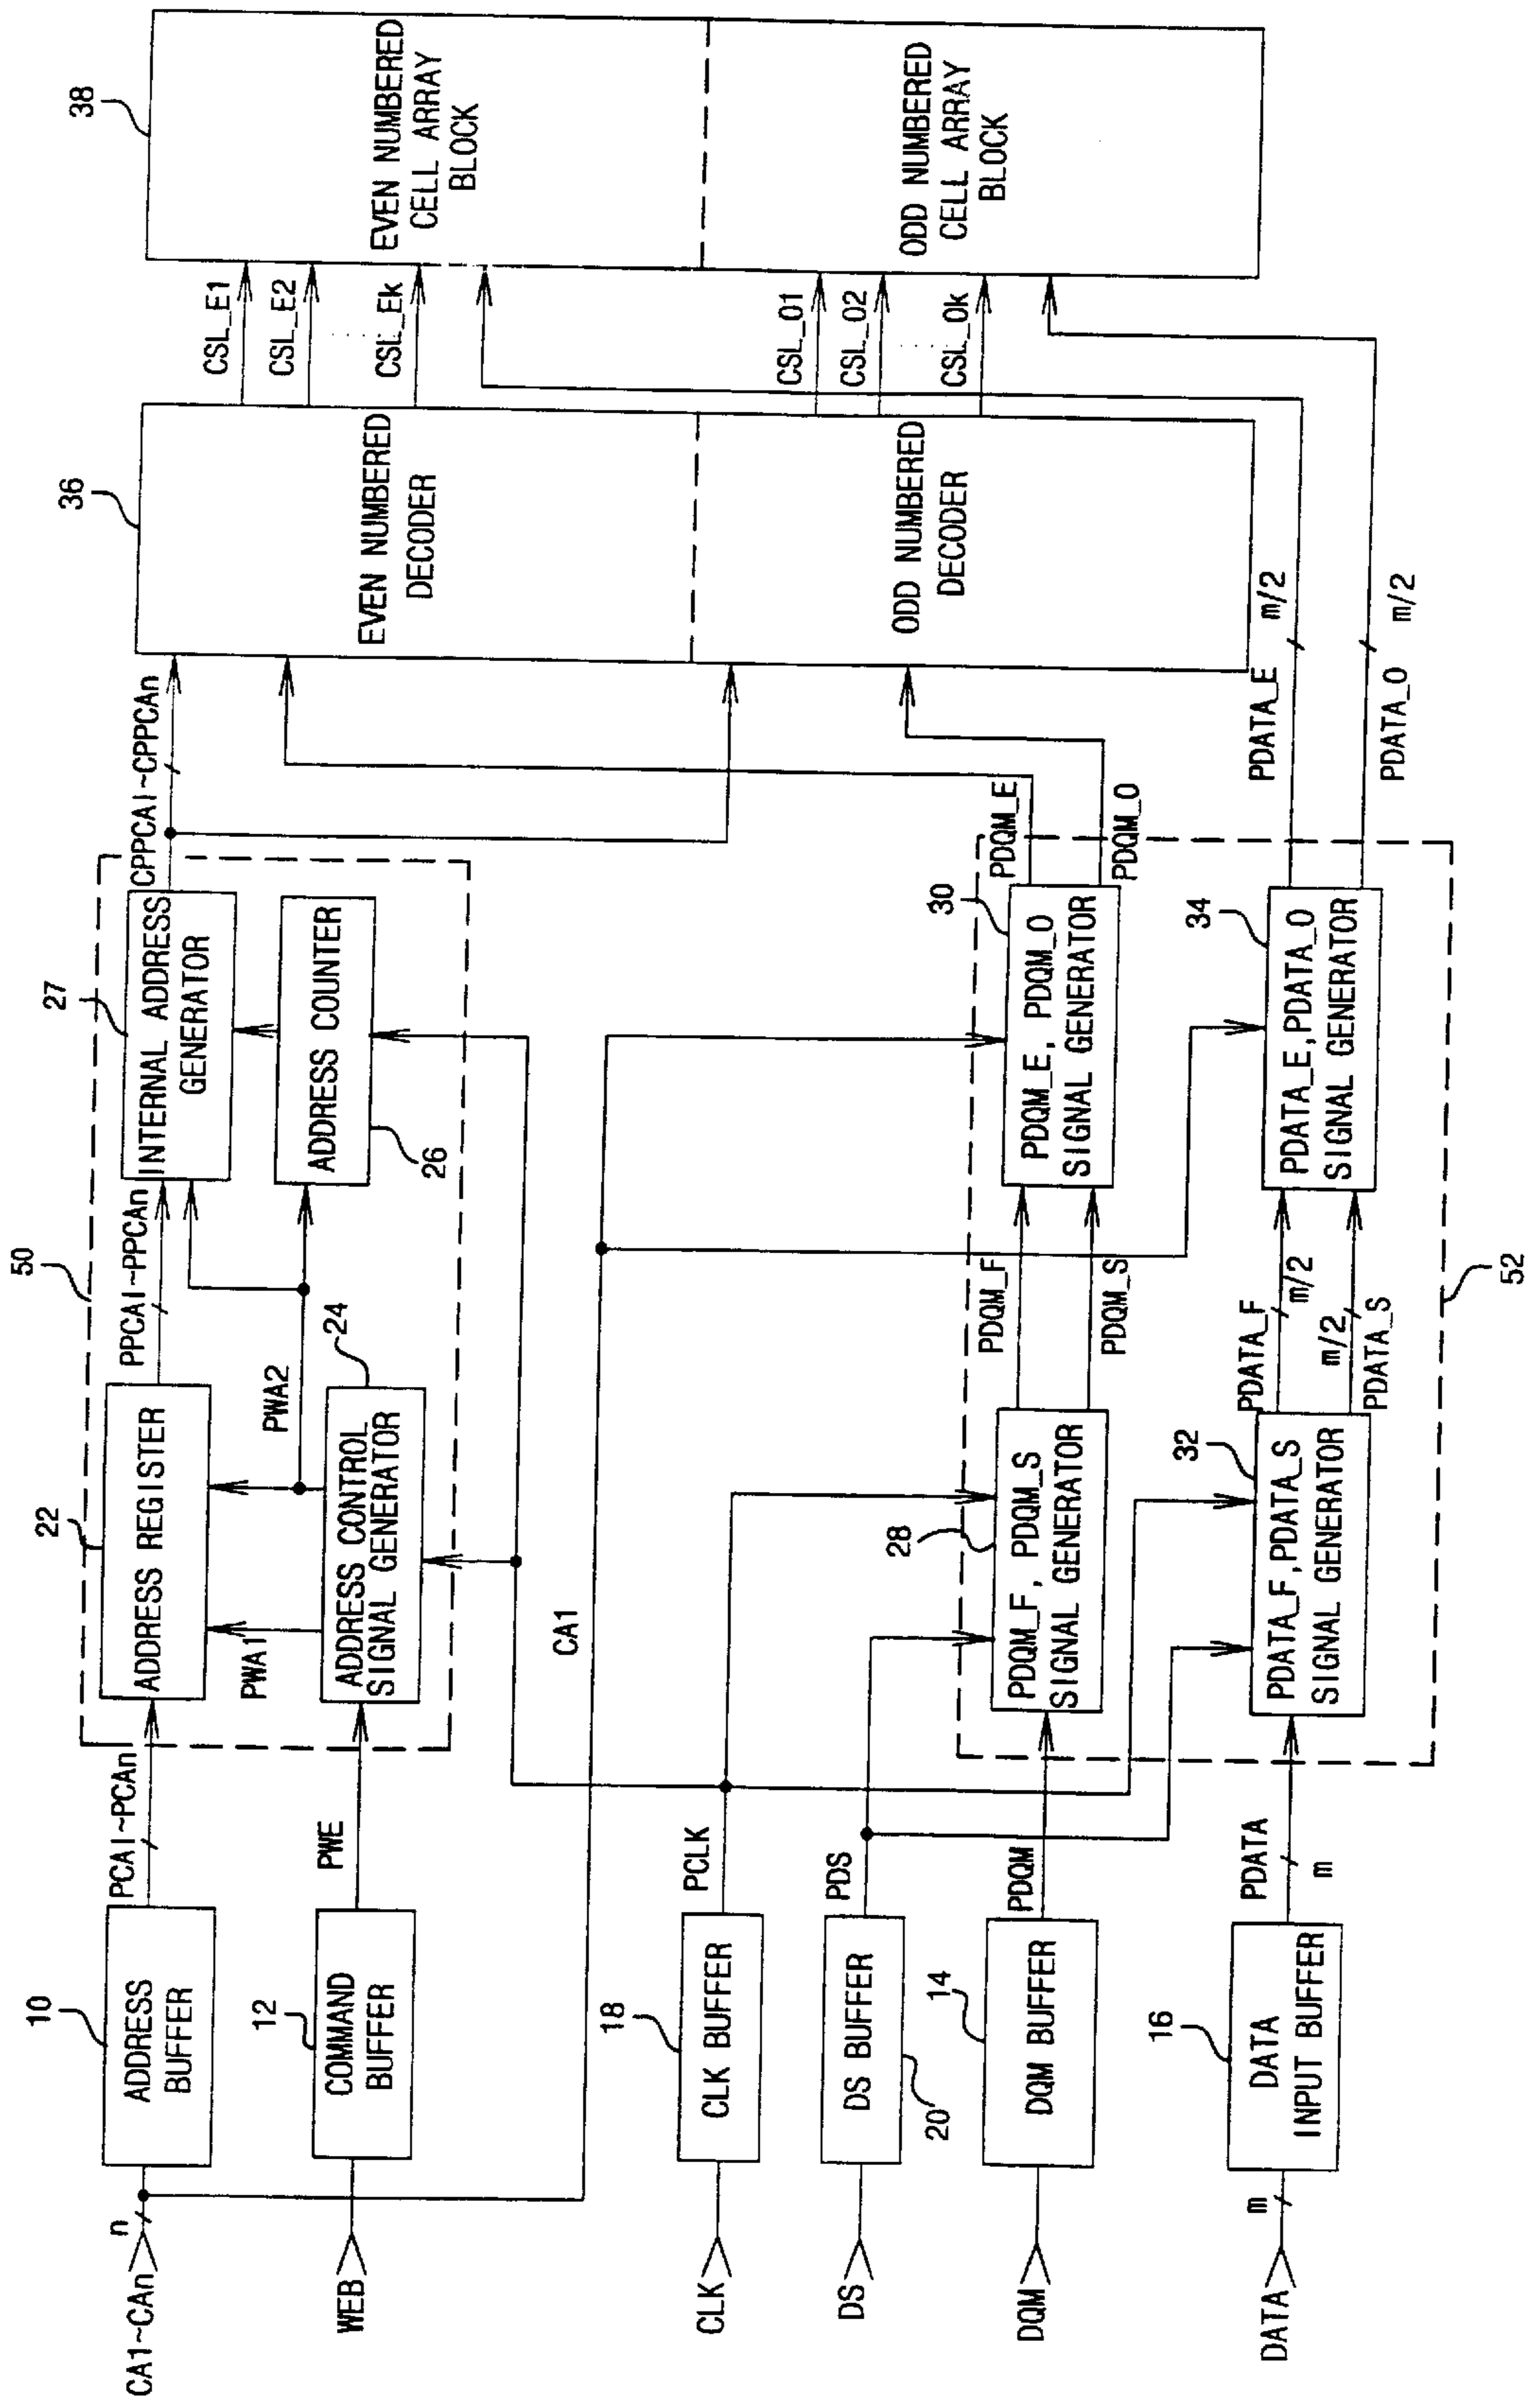 CA1~CAn
n
10
ADDRESS
BUFFER
PCA1~PCAn
22
ADDRESS REGISTER
50
PPCA1~PPCAn
27
INTERNAL ADDRESS
GENERATOR
CPPCA1~CPPCAn
36
EVEN NUMBERED
DECODER
CSL_E1
CSL_E2
CSL_Ek
38
EVEN NUMBERED
CELL ARRAY
BLOCK
WEB
12
COMMAND
BUFFER
PWE
PWA1
PWA2
ADDRESS CONTROL
SIGNAL GENERATOR
24
ADDRESS COUNTER
26
CA1
CLK
18
CLK BUFFER
PCLK
DS
DS BUFFER
20
PDS
DQM
14
DQM BUFFER
PDQM
28
PDQM_F, PDQM_S
SIGNAL GENERATOR
PDQM_F
PDQM_S
30
PDQM_E, PDQM_O
SIGNAL GENERATOR
PDQM_E
PDQM_O
ODD NUMBERED
DECODER
CSL_O1
CSL_O2
CSL_Ok
ODD NUMBERED
CELL ARRAY
BLOCK
DATA
m
16
DATA
INPUT BUFFER
PDATA
m
32
PDATA_F,PDATA_S
SIGNAL GENERATOR
PDATA_F
m/2
m/2
PDATA_S
34
PDATA_E,PDATA_O
SIGNAL GENERATOR
PDATA_E
m/2
PDATA_O
m/2
52